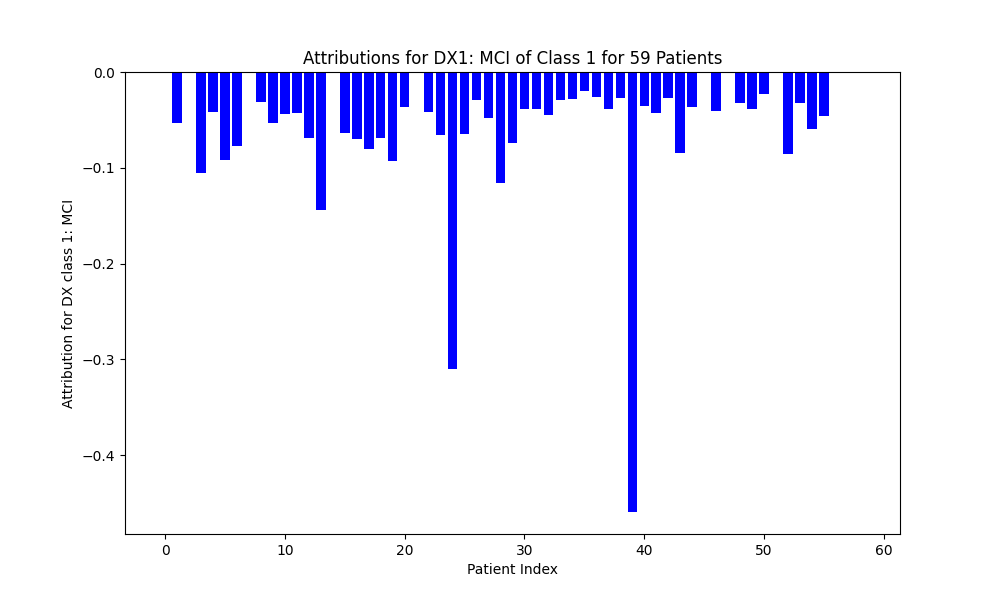 Attributions for DX1: MCI of Class 1 for 59 Patients
Attribution for DX class 1: MCI
0.0
−0.1
−0.2
−0.3
−0.4
0 10 20 30 40 50 60
Patient Index